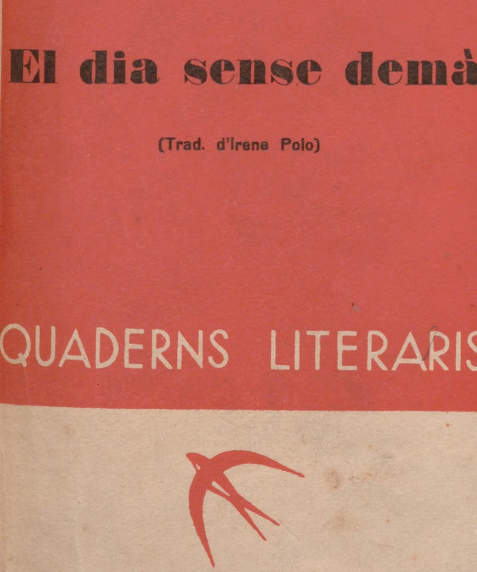 El dia sense demà
(Trad. d'Irene Polo)
QUADERNS LITERARIS